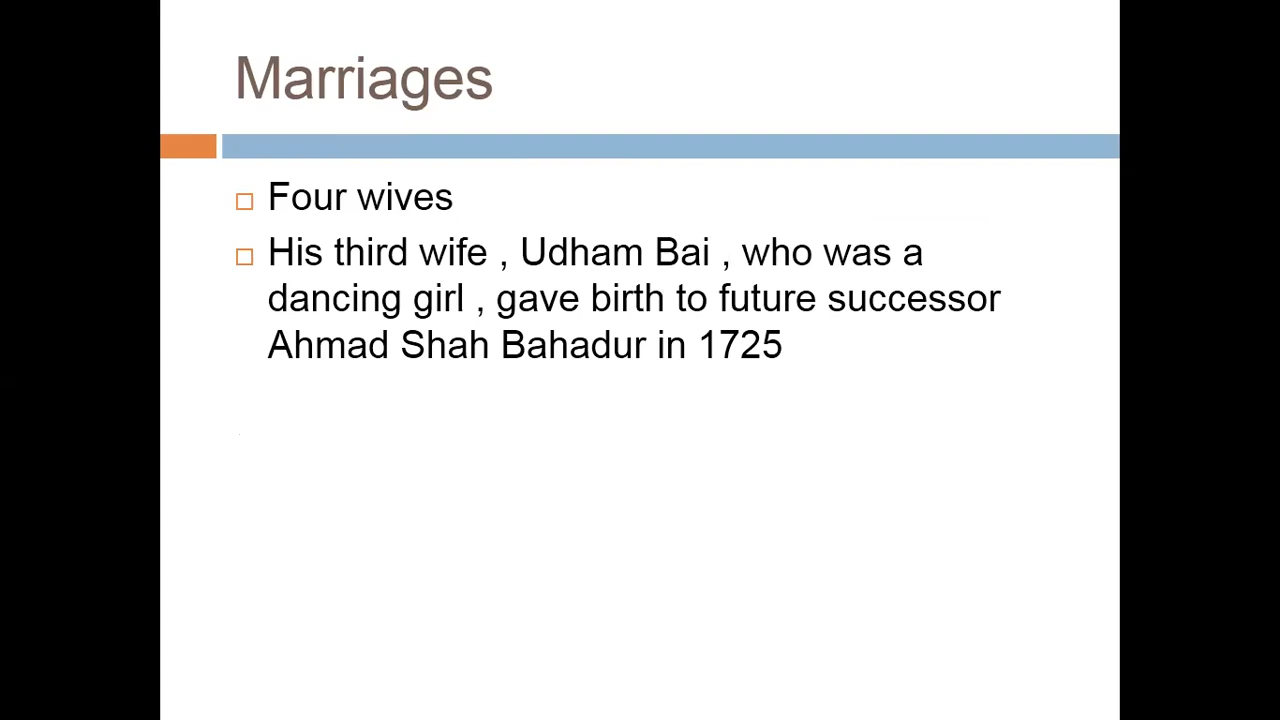 Marriages
Four wives
His third wife , Udham Bai , who was a
dancing girl , gave birth to future successor
Ahmad Shah Bahadur in 1725